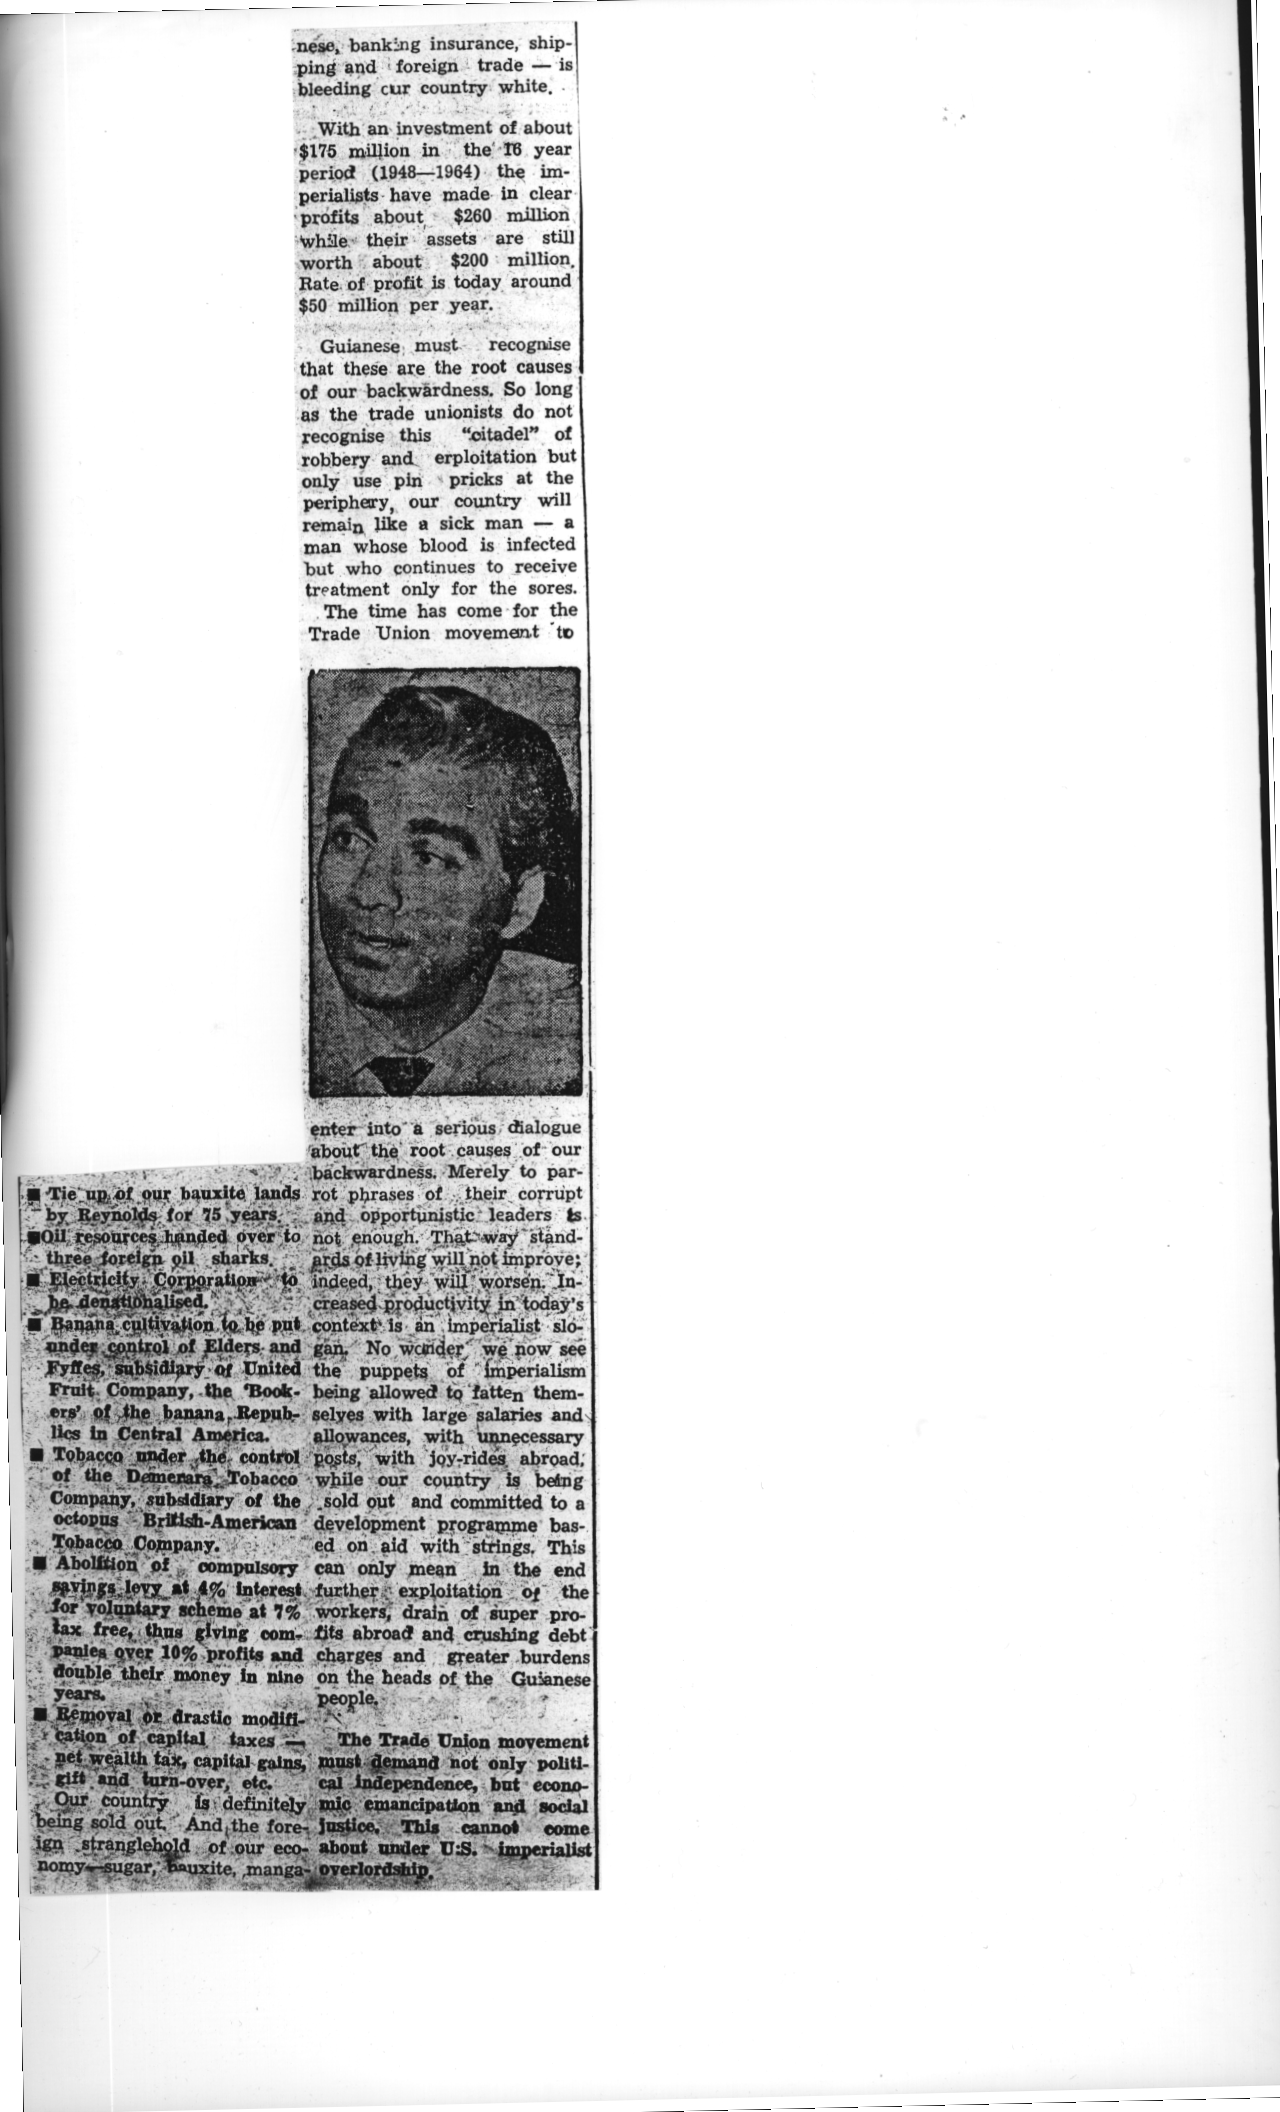 ■ Tie up of our bauxite lands
by Reynolds for 75 years.
■ Oil resources handed over to
three foreign oil sharks.
■ Electricity Corporation to
be denationalised.
■ Banana cultivation to be put
under control of Elders and
Fyffes, subsidiary of United
Fruit Company, the 'Book-
ers' of the banana Repub-
lics in Central America.
■ Tobacco under the control
of the Demerara Tobacco
Company, subsidiary of the
octopus British-American
Tobacco Company.
■ Abolition of compulsory
savings levy at 4% interest
for voluntary scheme at 7%
tax free, thus giving com-
panies over 10% profits and
double their money in nine
years.
■ Removal or drastic modifi-
cation of capital taxes —
net wealth tax, capital gains,
gift and turn-over, etc.
Our country is definitely
being sold out. And the fore-
ign stranglehold of our eco-
nomy—sugar, bauxite, manga-
nese, banking insurance, ship-
ping and foreign trade — is
bleeding our country white.
With an investment of about
$175 million in the 16 year
period (1948—1964) the im-
perialists have made in clear
profits about $260 million
while their assets are still
worth about $200 million.
Rate of profit is today around
$50 million per year.
Guianese must recognise
that these are the root causes
of our backwardness. So long
as the trade unionists do not
recognise this "citadel" of
robbery and erploitation but
only use pin pricks at the
periphery, our country will
remain like a sick man — a
man whose blood is infected
but who continues to receive
treatment only for the sores.
The time has come for the
Trade Union movement to
enter into a serious dialogue
about the root causes of our
backwardness. Merely to par-
rot phrases of their corrupt
and opportunistic leaders is
not enough. That way stand-
ards of living will not improve;
indeed, they will worsen. In-
creased productivity in today's
context is an imperialist slo-
gan. No wonder we now see
the puppets of imperialism
being allowed to fatten them-
selves with large salaries and
allowances, with unnecessary
posts, with joy-rides abroad,
while our country is being
sold out and committed to a
development programme bas-
ed on aid with strings. This
can only mean in the end
further exploitation of the
workers, drain of super pro-
fits abroad and crushing debt
charges and greater burdens
on the heads of the Guianese
people.
The Trade Union movement
must demand not only politi-
cal independence, but econo-
mic emancipation and social
justice. This cannot come
about under U.S. imperialist
overlordship.